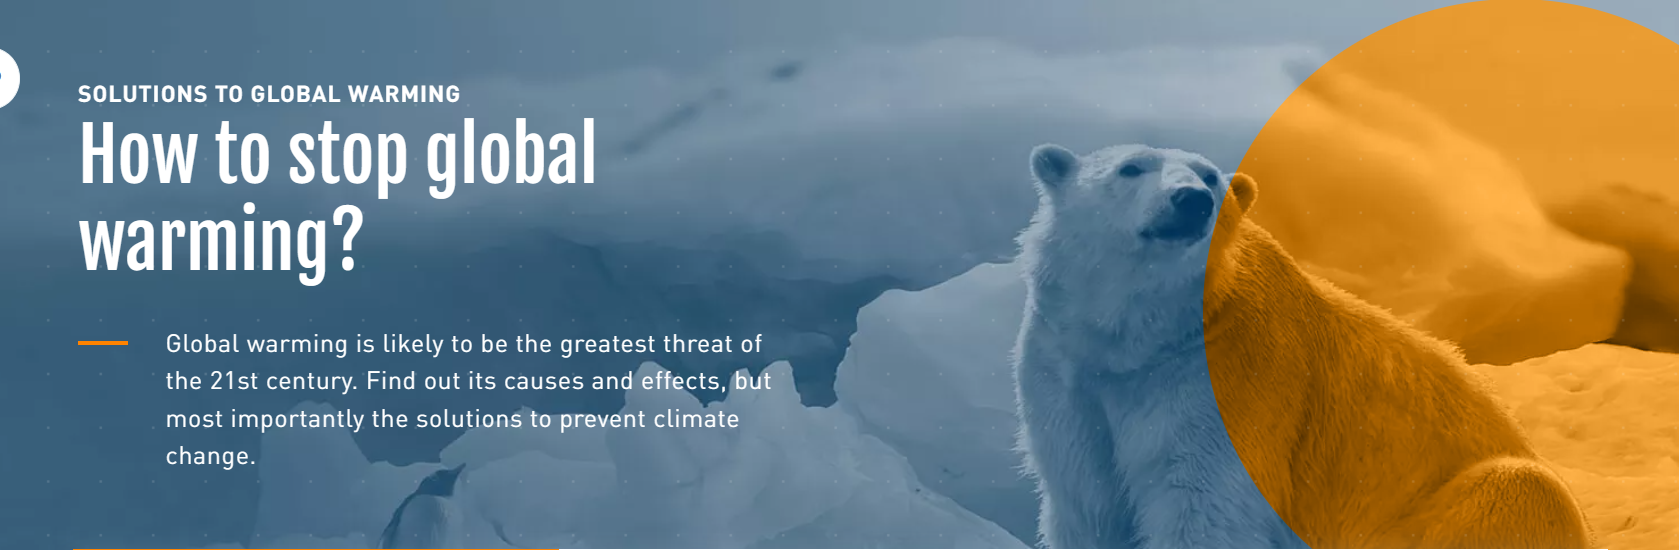 SOLUTIONS TO GLOBAL WARMING
How to stop global
warming?
Global warming is likely to be the greatest threat of
the 21st century. Find out its causes and effects, but
most importantly the solutions to prevent climate
change.